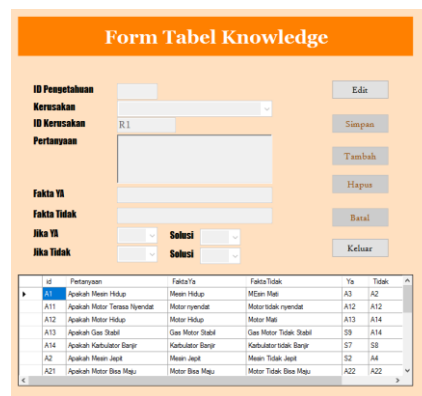 Form Tabel Knowledge
ID Pengetahuan
Edit
Kerusakan
ID Kerusakan R1
Simpan
Pertanyaan
Tambah
Hapus
Fakta YA
Fakta Tidak
Batal
Jika YA Solusi
Jika Tidak Solusi
Keluar
id Pertanyaan FaktaYa FaktaTidak Ya Tidak
A1 Apakah Mesin Hidup Mesin Hidup MEsin Mati A3 A2
A11 Apakah Motor Terasa Nyendat Motor nyendat Motor tidak nyendat A12 A12
A12 Apakah Motor Hidup Motor Hidup Motor Mati A13 A14
A13 Apakah Gas Stabil Gas Motor Stabil Gas Motor Tidak Stabil S9 A14
A14 Apakah Karbulator Banjir Karbulator Banjir Karbulator tidak Banjir S7 S8
A2 Apakah Mesin Jepit Mesin Jepit Mesin Tidak Jepit S2 A4
A21 Apakah Motor Bisa Maju Motor Bisa Maju Motor Tidak Bisa Maju A22 A22